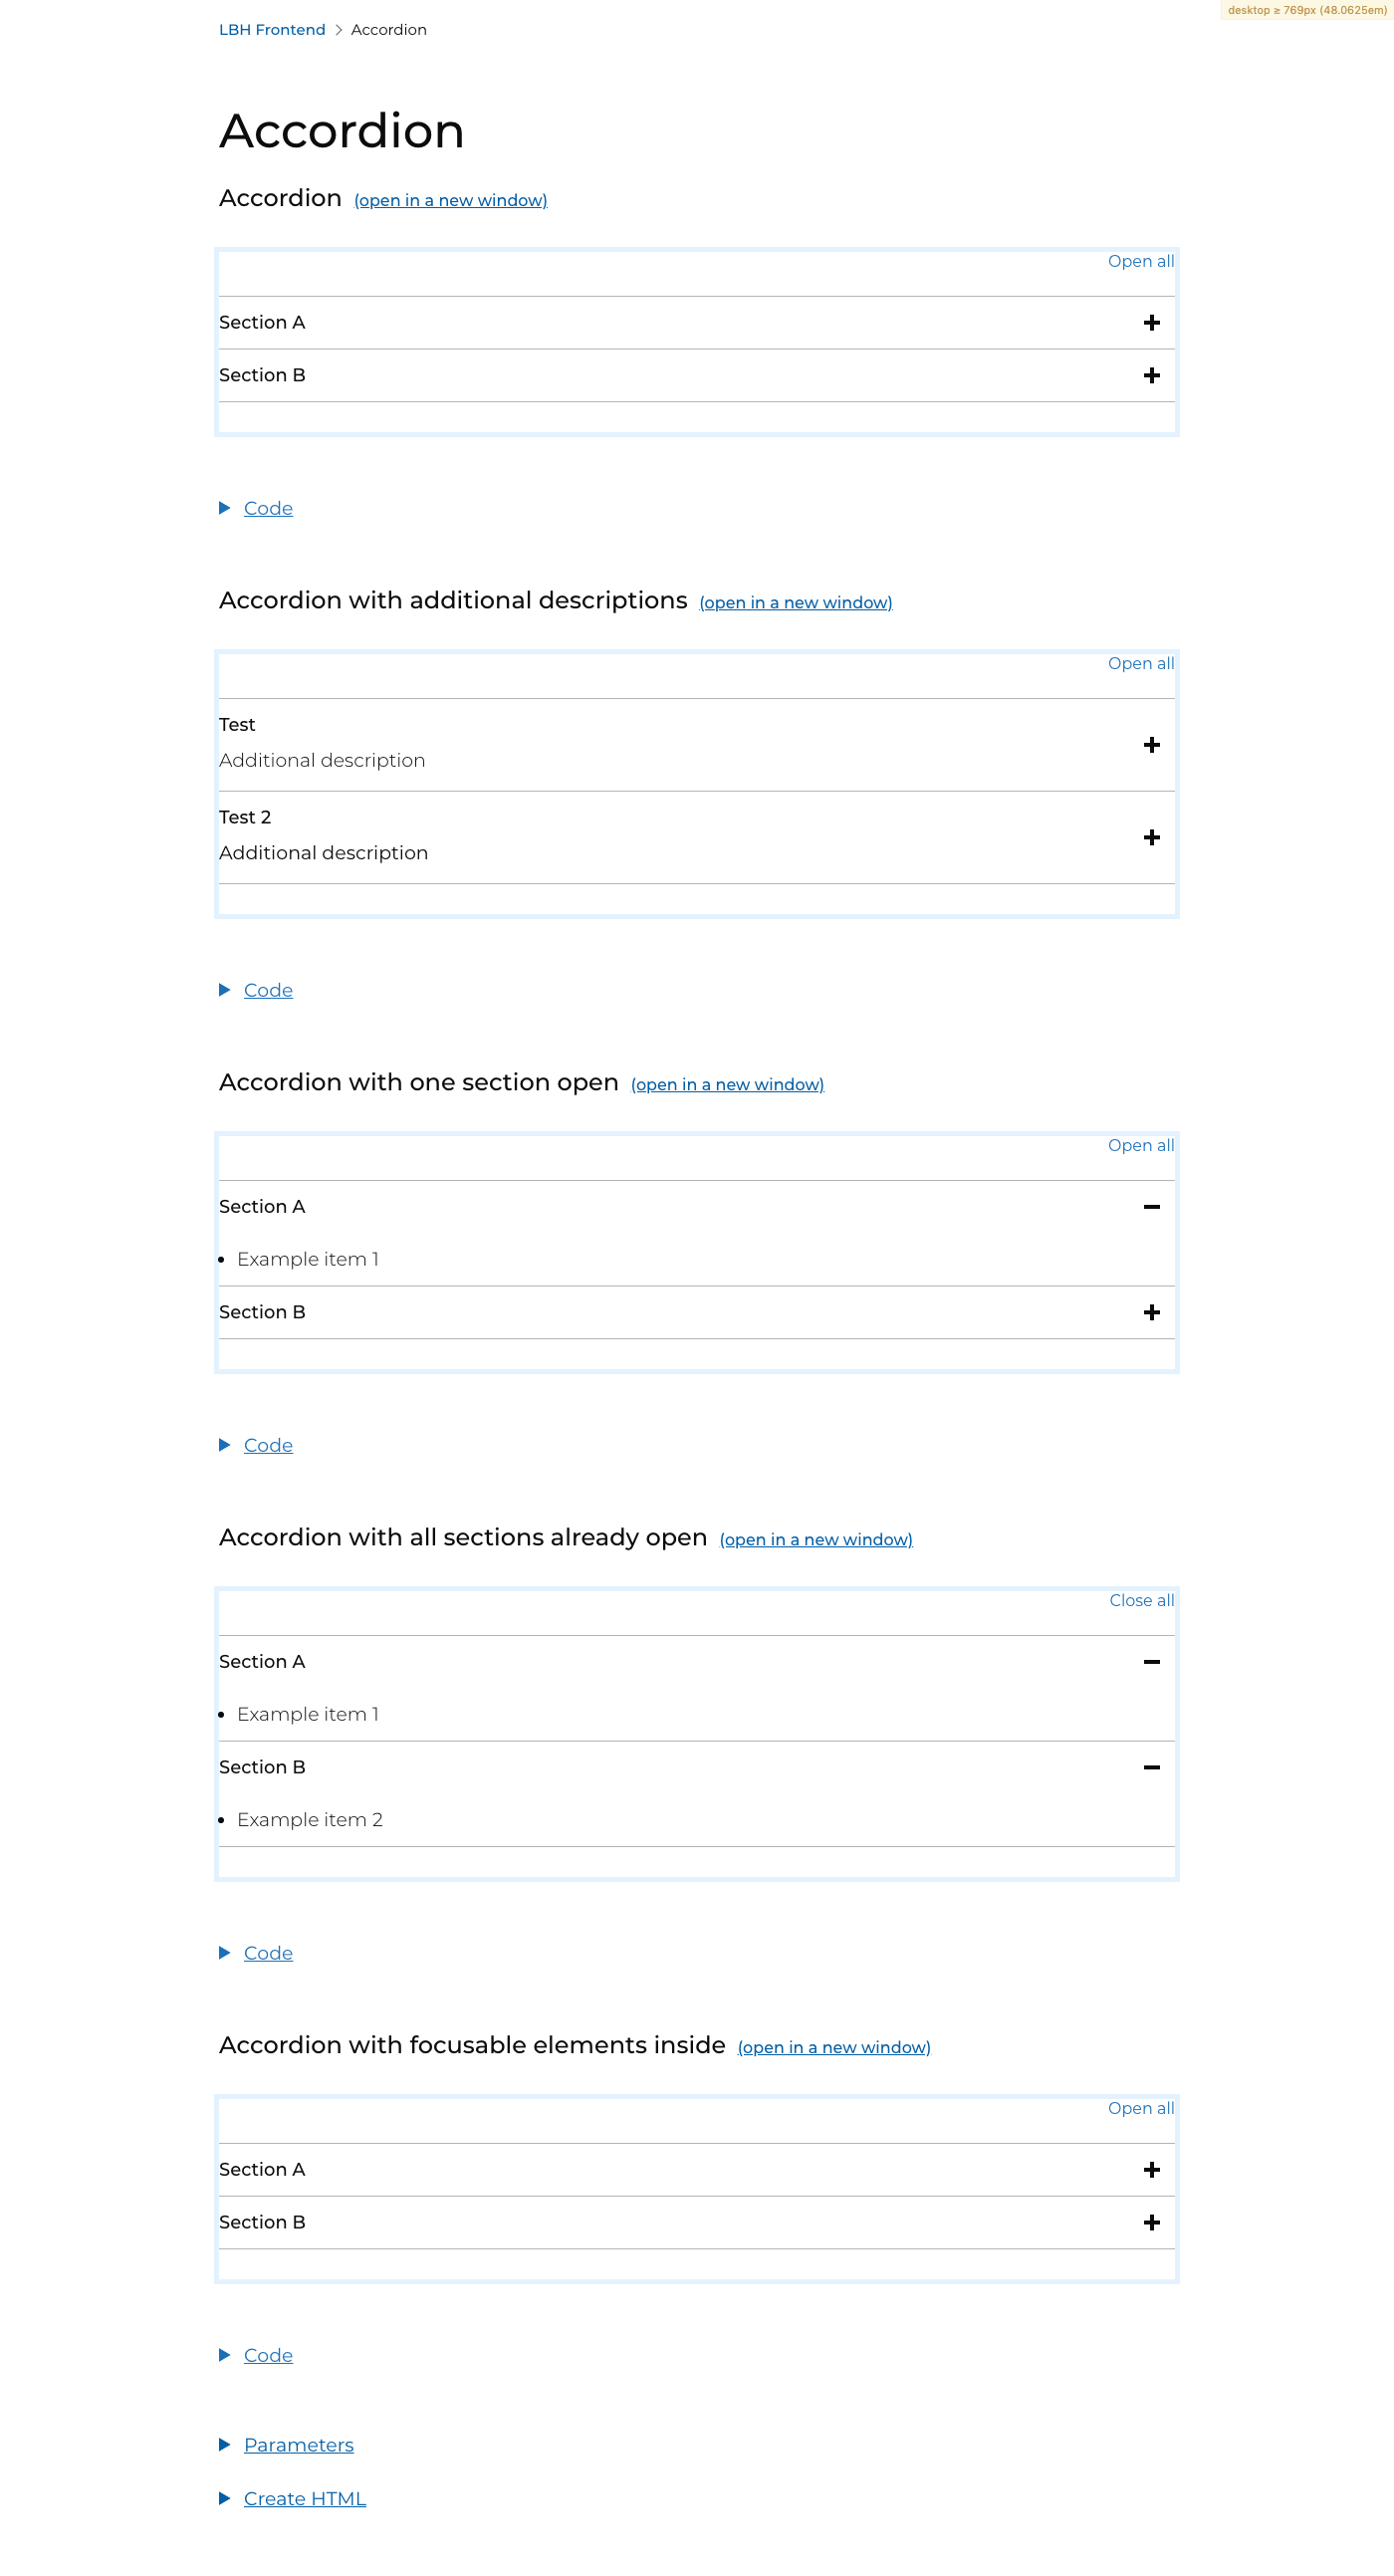 desktop ≥ 769px (48.0625em)
LBH Frontend Accordion
Accordion
Accordion (open in a new window)
Open all
Section A
Section B
Code
Accordion with additional descriptions (open in a new window)
Open all
Test
Additional description
Test 2
Additional description
Code
Accordion with one section open (open in a new window)
Open all
Section A
Example item 1
Section B
Code
Accordion with all sections already open (open in a new window)
Close all
Section A
Example item 1
Section B
Example item 2
Code
Accordion with focusable elements inside (open in a new window)
Open all
Section A
Section B
Code
Parameters
Create HTML